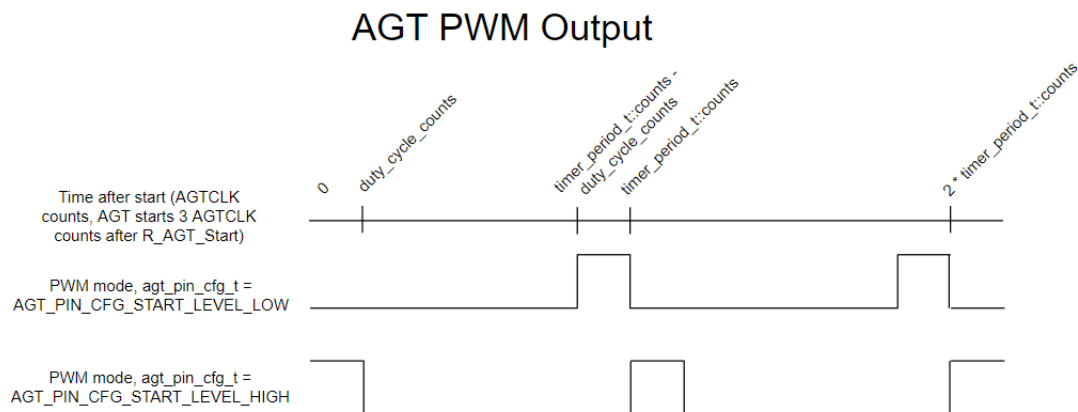 AGT PWM Output
0
duty_cycle_counts
timer_period_t::counts -
duty_cycle_counts
timer_period_t::counts
2 * timer_period_t::counts
Time after start (AGTCLK
counts, AGT starts 3 AGTCLK
counts after R_AGT_Start)
PWM mode, agt_pin_cfg_t =
AGT_PIN_CFG_START_LEVEL_LOW
PWM mode, agt_pin_cfg_t =
AGT_PIN_CFG_START_LEVEL_HIGH